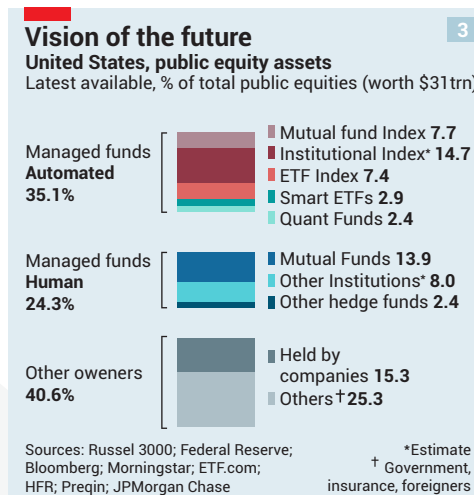 3
Vision of the future
United States, public equity assets
Latest available, % of total public equities (worth $31trn)
Managed funds
Automated
35.1%
Mutual fund Index 7.7
Institutional Index* 14.7
ETF Index 7.4
Smart ETFs 2.9
Quant Funds 2.4
Managed funds
Human
24.3%
Mutual Funds 13.9
Other Institutions* 8.0
Other hedge funds 2.4
Other oweners
40.6%
Held by
companies 15.3
Others† 25.3
Sources: Russel 3000; Federal Reserve;
Bloomberg; Morningstar; ETF.com;
HFR; Preqin; JPMorgan Chase
*Estimate
† Government,
insurance, foreigners